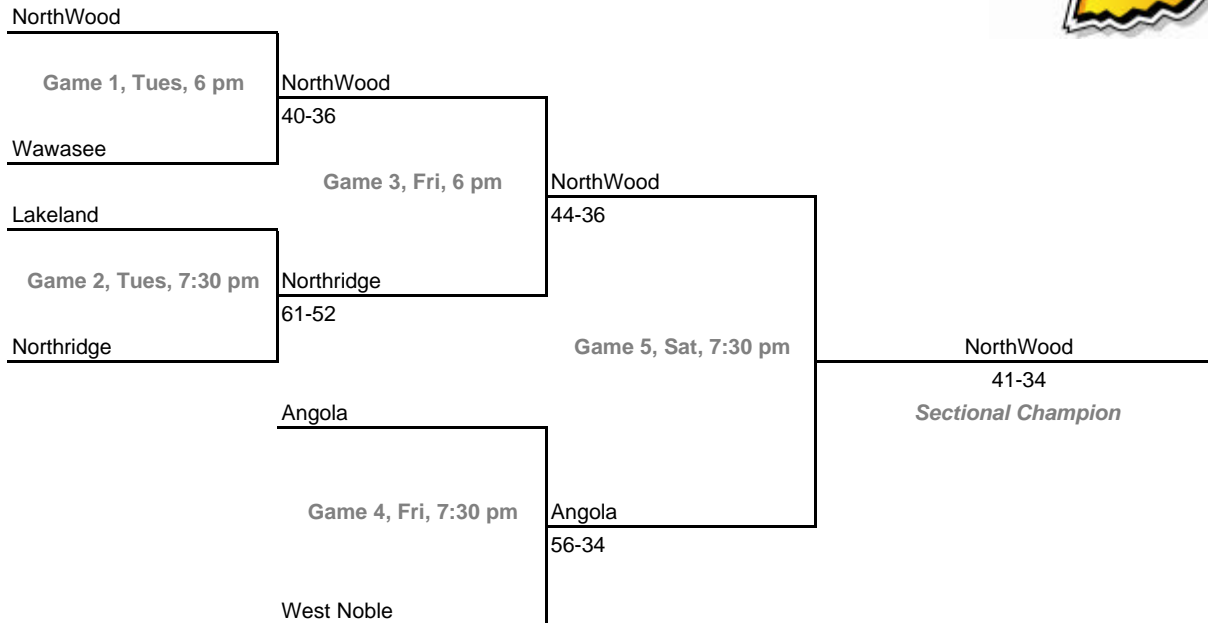 NorthWood
Game 1, Tues, 6 pm
NorthWood
40-36
Wawasee
Game 3, Fri, 6 pm
NorthWood
Lakeland
44-36
Game 2, Tues, 7:30 pm
Northridge
61-52
Northridge
Game 5, Sat, 7:30 pm
NorthWood
41-34
Angola
Sectional Champion
Game 4, Fri, 7:30 pm
Angola
56-34
West Noble